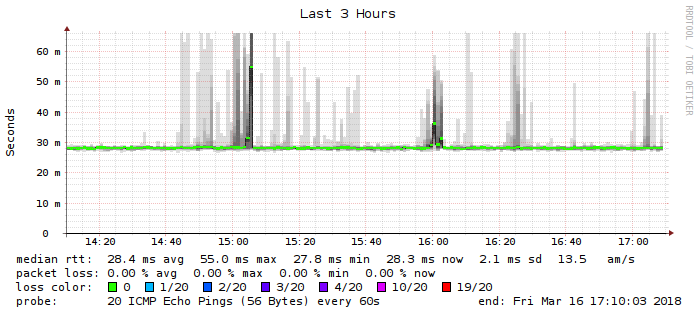 Last 3 Hours
RRDTOOL / TOBI OETIKER
Seconds
60 m
50 m
40 m
30 m
20 m
10 m
0
14:20 14:40 15:00 15:20 15:40 16:00 16:20 16:40 17:00
median rtt: 28.4 ms avg 55.0 ms max 27.8 ms min 28.3 ms now 2.1 ms sd 13.5 am/s
packet loss: 0.00 % avg 0.00 % max 0.00 % min 0.00 % now
loss color: 0 1/20 2/20 3/20 4/20 10/20 19/20
probe: 20 ICMP Echo Pings (56 Bytes) every 60s end: Fri Mar 16 17:10:03 2018